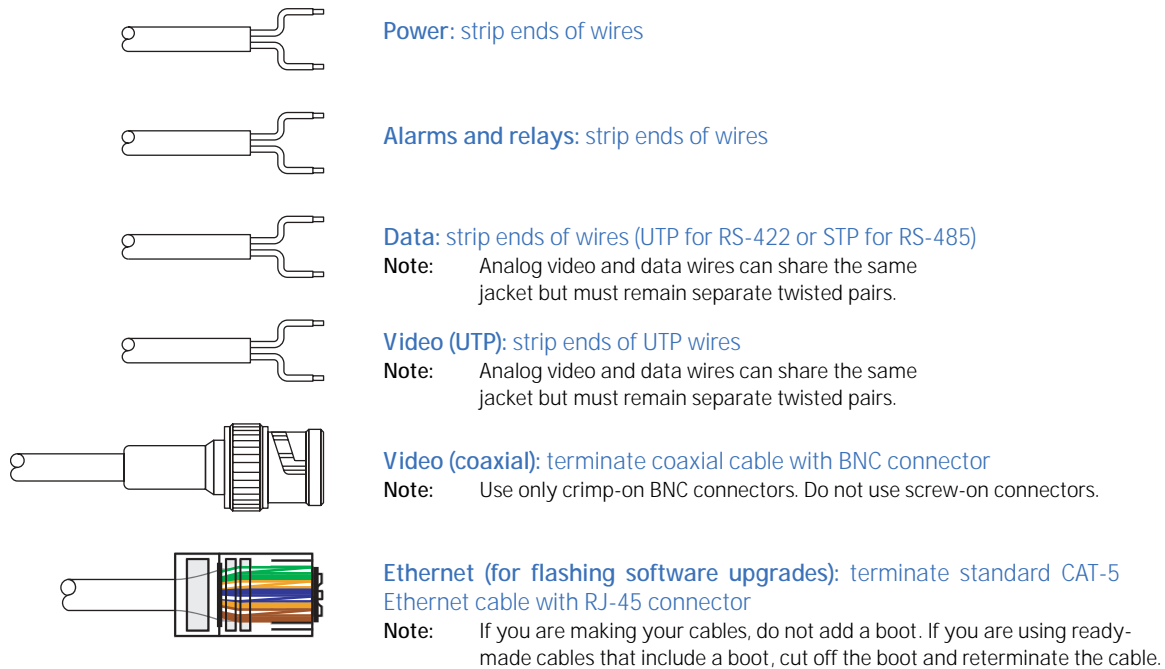 Power: strip ends of wires
Alarms and relays: strip ends of wires
Data: strip ends of wires (UTP for RS-422 or STP for RS-485)
Note: Analog video and data wires can share the same
jacket but must remain separate twisted pairs.
Video (UTP): strip ends of UTP wires
Note: Analog video and data wires can share the same
jacket but must remain separate twisted pairs.
Video (coaxial): terminate coaxial cable with BNC connector
Note: Use only crimp-on BNC connectors. Do not use screw-on connectors.
Ethernet (for flashing software upgrades): terminate standard CAT-5
Ethernet cable with RJ-45 connector
Note: If you are making your cables, do not add a boot. If you are using ready-
made cables that include a boot, cut off the boot and reterminate the cable.